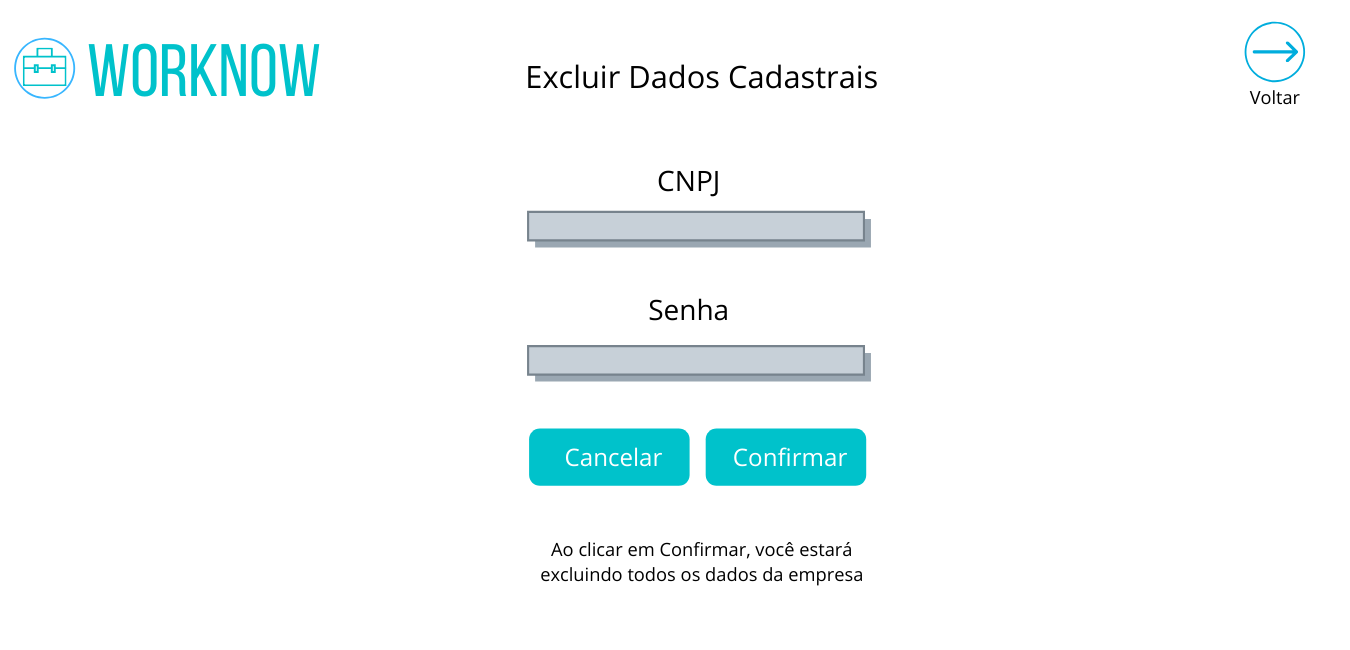 WORKNOW
Excluir Dados Cadastrais
Voltar
CNPJ
Senha
Cancelar
Confirmar
Ao clicar em Confirmar, você estará
excluindo todos os dados da empresa